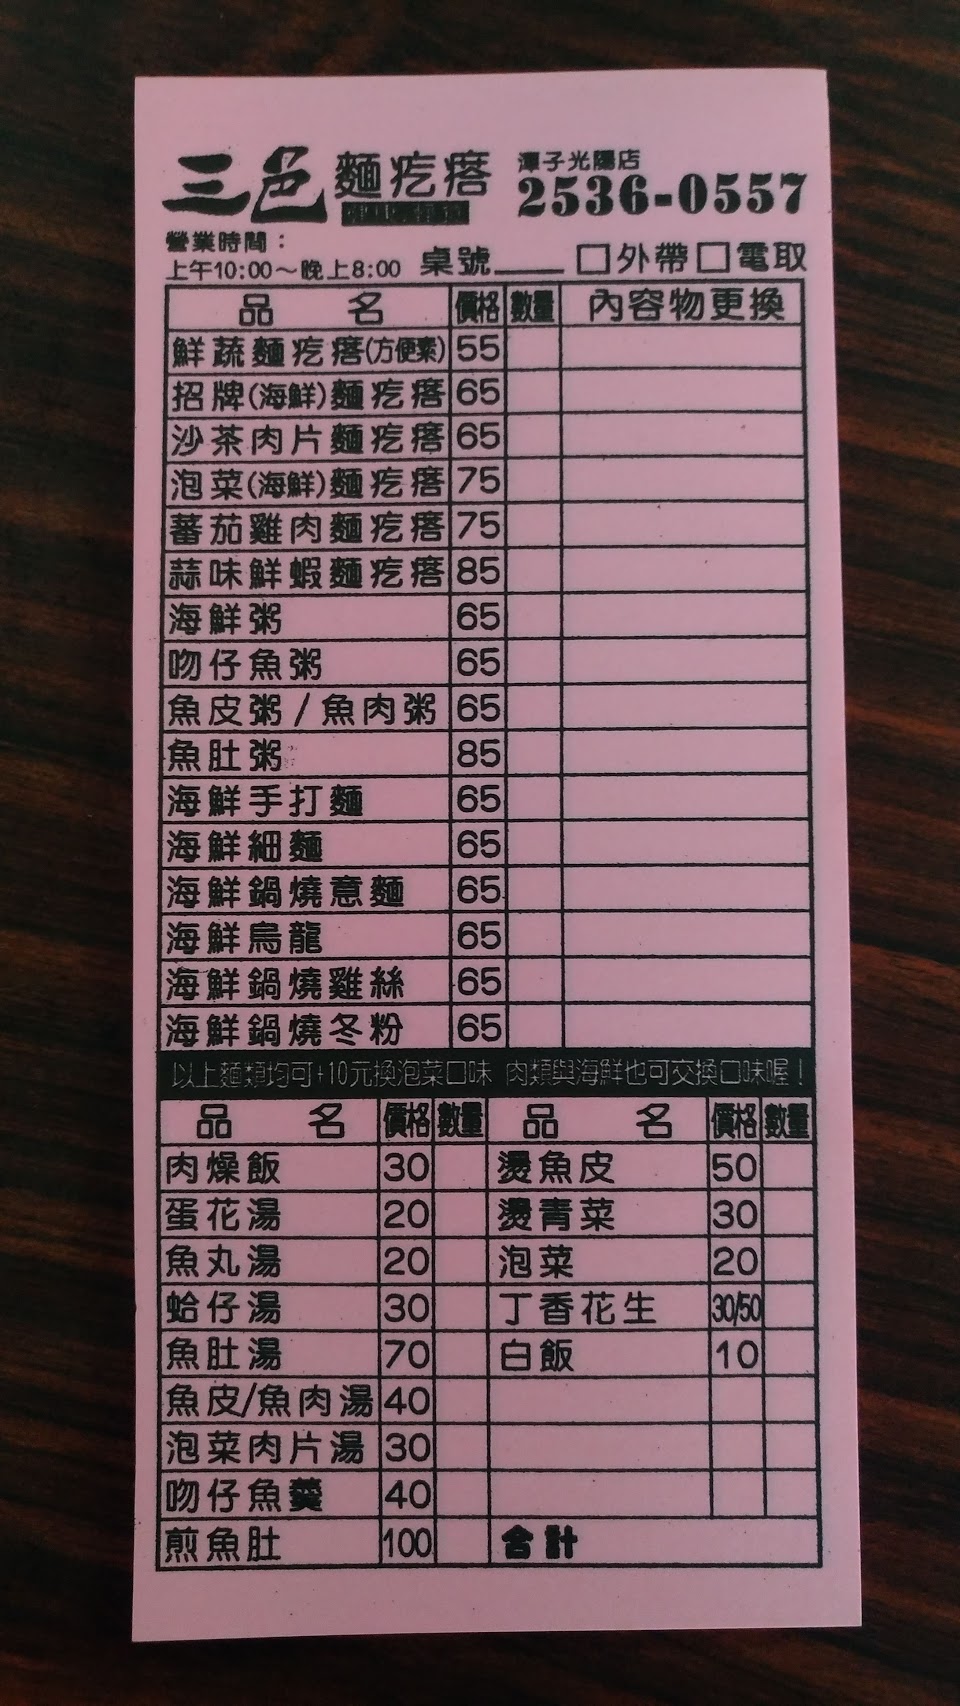 三色 麵疙瘩
潭子光陽店
2536-0557
營業時間：
上午10:00～晚上8:00 桌號____ □外帶□電取
品名 價格 數量 內容物更換
鮮蔬麵疙瘩(方便素) 55
招牌(海鮮)麵疙瘩 65
沙茶肉片麵疙瘩 65
泡菜(海鮮)麵疙瘩 75
蕃茄雞肉麵疙瘩 75
蒜味鮮蝦麵疙瘩 85
海鮮粥 65
吻仔魚粥 65
魚皮粥/魚肉粥 65
魚肚粥 85
海鮮手打麵 65
海鮮細麵 65
海鮮鍋燒意麵 65
海鮮烏龍 65
海鮮鍋燒雞絲 65
海鮮鍋燒冬粉 65
以上麵類均可+10元換泡菜口味 肉類與海鮮也可交換口味喔！
品名 價格 數量 品名 價格 數量
肉燥飯 30 燙魚皮 50
蛋花湯 20 燙青菜 30
魚丸湯 20 泡菜 20
蛤仔湯 30 丁香花生 30/50
魚肚湯 70 白飯 10
魚皮/魚肉湯 40
泡菜肉片湯 30
吻仔魚羹 40
煎魚肚 100 合計